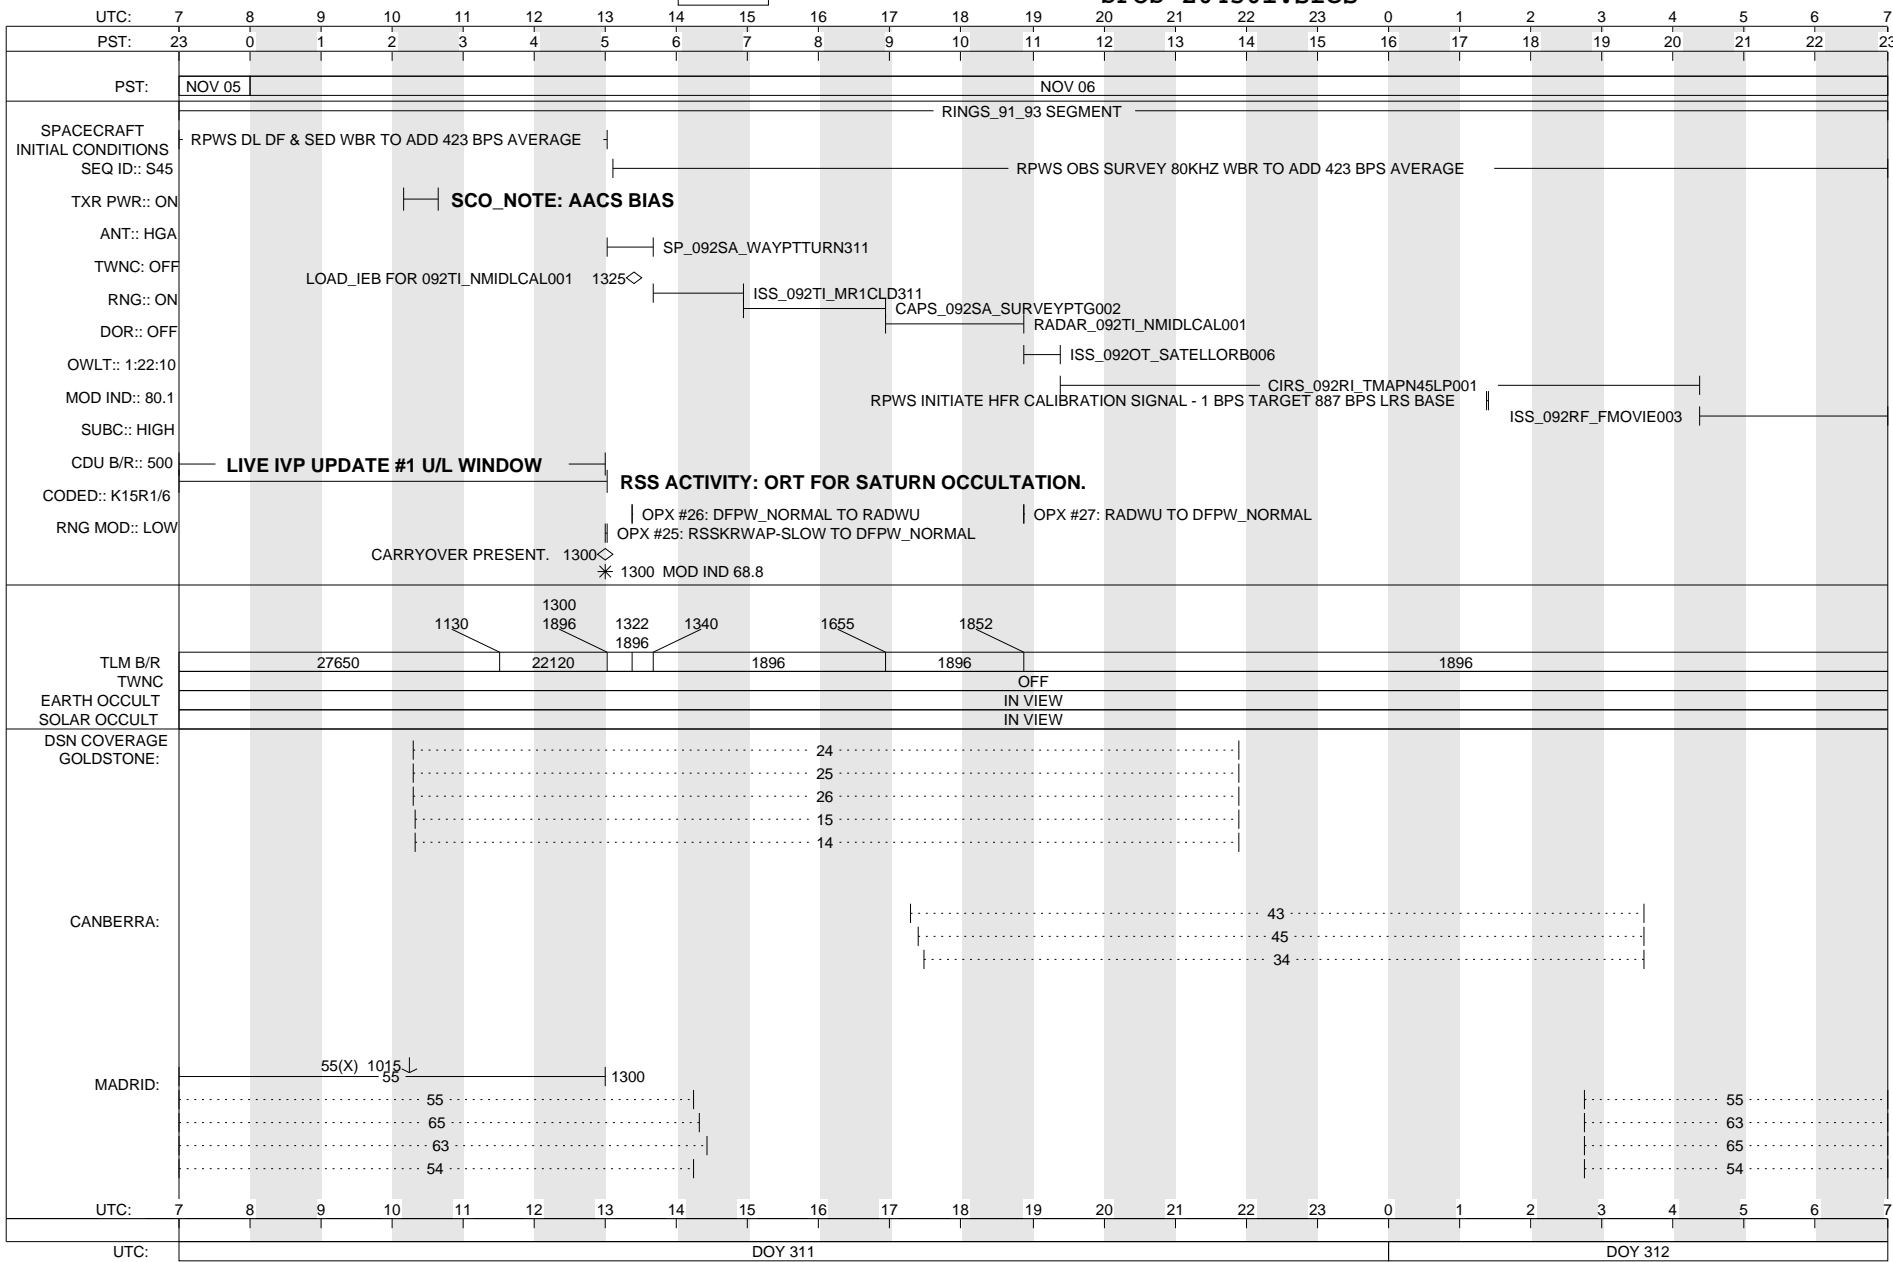 UTC: 7 8 9 10 11 12 13 14 15 16 17 18 19 20 21 22 23 0 1 2 3 4 5 6 7
PST: 23 0 1 2 3 4 5 6 7 8 9 10 11 12 13 14 15 16 17 18 19 20 21 22 23
PST: NOV 05 NOV 06
RINGS_91_93 SEGMENT
SPACECRAFT
INITIAL CONDITIONS
RPWS DL DF & SED WBR TO ADD 423 BPS AVERAGE
SEQ ID:: S45
RPWS OBS SURVEY 80KHZ WBR TO ADD 423 BPS AVERAGE
TXR PWR:: ON
SCO_NOTE: AACS BIAS
ANT:: HGA
SP_092SA_WAYPTTURN311
TWNC: OFF
LOAD_IEB FOR 092TI_NMIDLCAL001 1325
RNG:: ON
ISS_092TI_MR1CLD311
CAPS_092SA_SURVEYPTG002
RADAR_092TI_NMIDLCAL001
DOR:: OFF
ISS_092OT_SATELLORB006
OWLT:: 1:22:10
CIRS_092RI_TMAPN45LP001
MOD IND:: 80.1
RPWS INITIATE HFR CALIBRATION SIGNAL - 1 BPS TARGET 887 BPS LRS BASE
ISS_092RF_FMOVIE003
SUBC:: HIGH
CDU B/R:: 500
LIVE IVP UPDATE #1 U/L WINDOW
RSS ACTIVITY: ORT FOR SATURN OCCULTATION.
CODED:: K15R1/6
OPX #26: DFPW_NORMAL TO RADWU
OPX #27: RADWU TO DFPW_NORMAL
RNG MOD:: LOW
OPX #25: RSSKRWAP-SLOW TO DFPW_NORMAL
CARRYOVER PRESENT. 1300
1300 MOD IND 68.8
1300
1130 1896 1322 1340 1655 1852
1896
TLM B/R 27650 22120 1896 1896 1896
TWNC OFF
EARTH OCCULT IN VIEW
SOLAR OCCULT IN VIEW
DSN COVERAGE
GOLDSTONE:
24
25
26
15
14
CANBERRA:
43
45
34
MADRID:
55(X) 1015
55 1300
55 55
65 63
63 65
54 54
UTC: 7 8 9 10 11 12 13 14 15 16 17 18 19 20 21 22 23 0 1 2 3 4 5 6 7
UTC: DOY 311 DOY 312